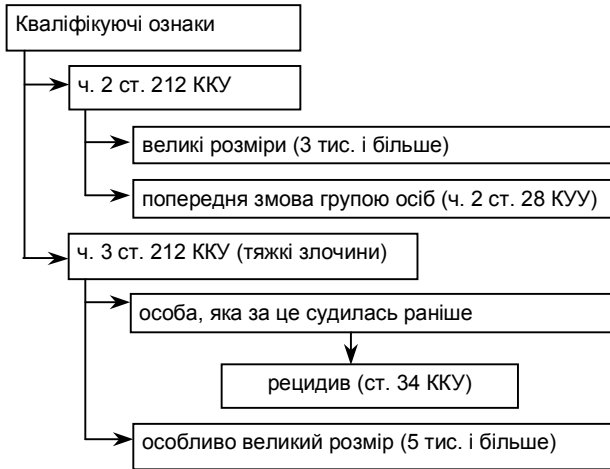 Кваліфікуючі ознаки
ч. 2 ст. 212 ККУ
великі розміри (3 тис. і більше)
попередня змова групою осіб (ч. 2 ст. 28 КУУ)
ч. 3 ст. 212 ККУ (тяжкі злочини)
особа, яка за це судилась раніше
рецидив (ст. 34 ККУ)
особливо великий розмір (5 тис. і більше)